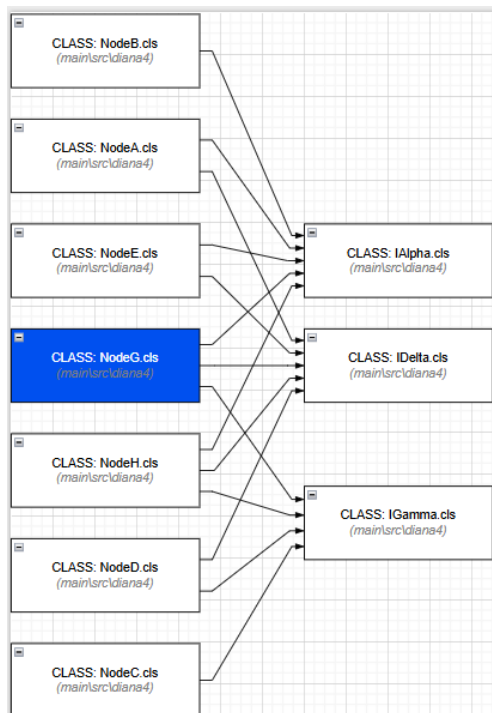 CLASS: NodeB.cls
(main\src\diana4)
CLASS: NodeA.cls
(main\src\diana4)
CLASS: NodeE.cls
(main\src\diana4)
CLASS: NodeG.cls
(main\src\diana4)
CLASS: NodeH.cls
(main\src\diana4)
CLASS: NodeD.cls
(main\src\diana4)
CLASS: NodeC.cls
(main\src\diana4)
CLASS: IAlpha.cls
(main\src\diana4)
CLASS: IDelta.cls
(main\src\diana4)
CLASS: IGamma.cls
(main\src\diana4)